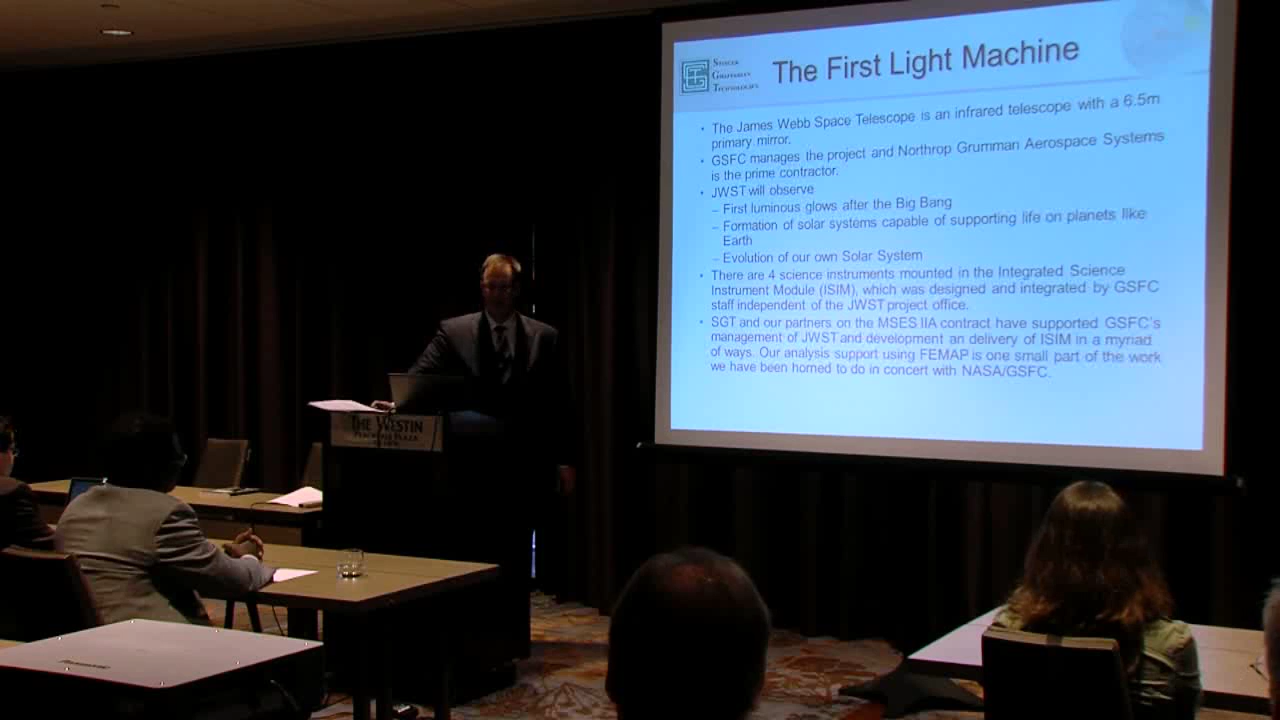 STINGER
GHAFFARIAN
TECHNOLOGIES
The First Light Machine
• The James Webb Space Telescope is an infrared telescope with a 6.5m
primary mirror.
• GSFC manages the project and Northrop Grumman Aerospace Systems
is the prime contractor.
• JWST will observe
– First luminous glows after the Big Bang
– Formation of solar systems capable of supporting life on planets like
Earth
– Evolution of our own Solar System
• There are 4 science instruments mounted in the Integrated Science
Instrument Module (ISIM), which was designed and integrated by GSFC
staff independent of the JWST project office.
• SGT and our partners on the MSES IIA contract have supported GSFC's
management of JWST and development an delivery of ISIM in a myriad
of ways. Our analysis support using FEMAP is one small part of the work
we have been horned to do in concert with NASA/GSFC.
THE WESTIN
PEACHTREE PLAZA
Panasonic